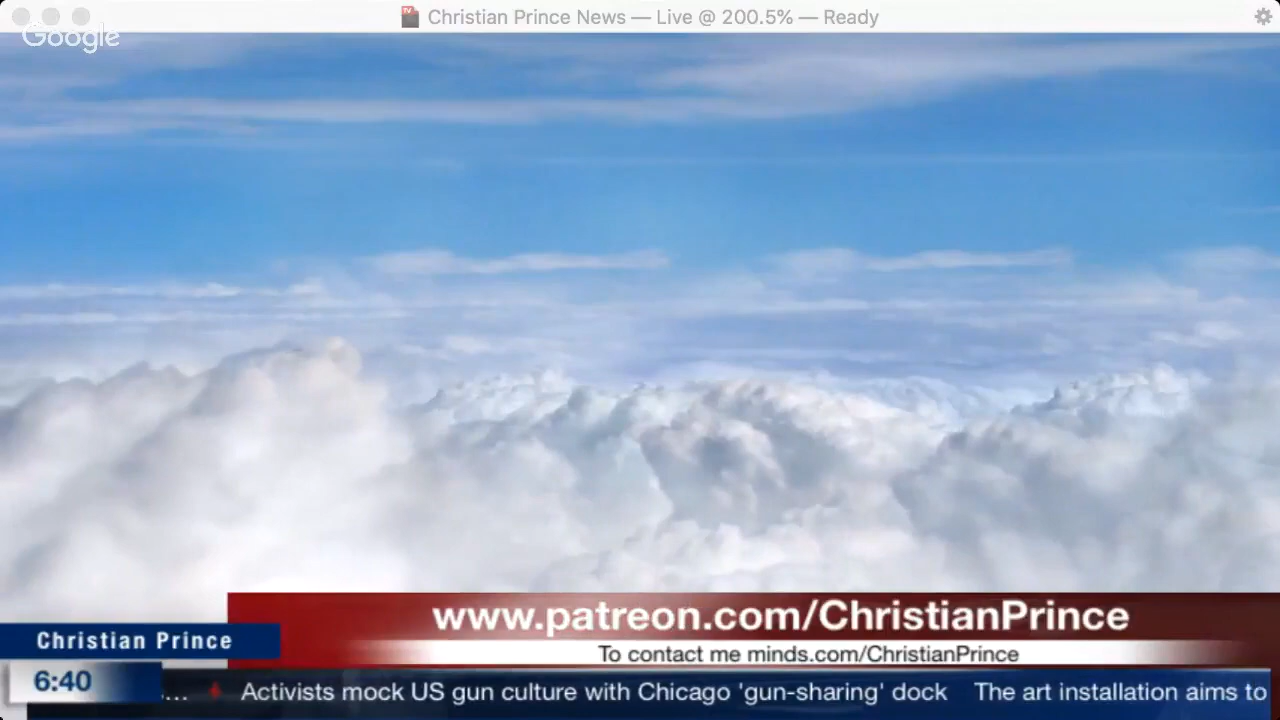 Christian Prince News — Live @ 200.5% — Ready
Google
www.patreon.com/ChristianPrince
Christian Prince
To contact me minds.com/ChristianPrince
6:40
... Activists mock US gun culture with Chicago 'gun-sharing' dock The art installation aims to